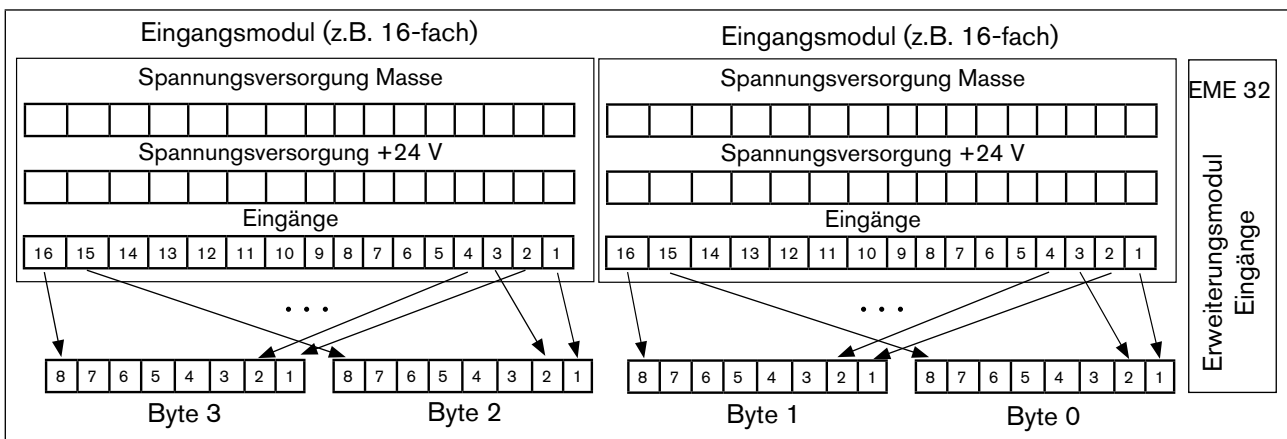 Eingangsmodul (z.B. 16-fach)
Spannungsversorgung Masse
Spannungsversorgung +24 V
Eingänge
16 15 14 13 12 11 10 9 8 7 6 5 4 3 2 1
. . .
8 7 6 5 4 3 2 1
8 7 6 5 4 3 2 1
Byte 3
Byte 2
Eingangsmodul (z.B. 16-fach)
Spannungsversorgung Masse
Spannungsversorgung +24 V
Eingänge
16 15 14 13 12 11 10 9 8 7 6 5 4 3 2 1
. . .
8 7 6 5 4 3 2 1
8 7 6 5 4 3 2 1
Byte 1
Byte 0
EME 32
Erweiterungsmodul
Eingänge